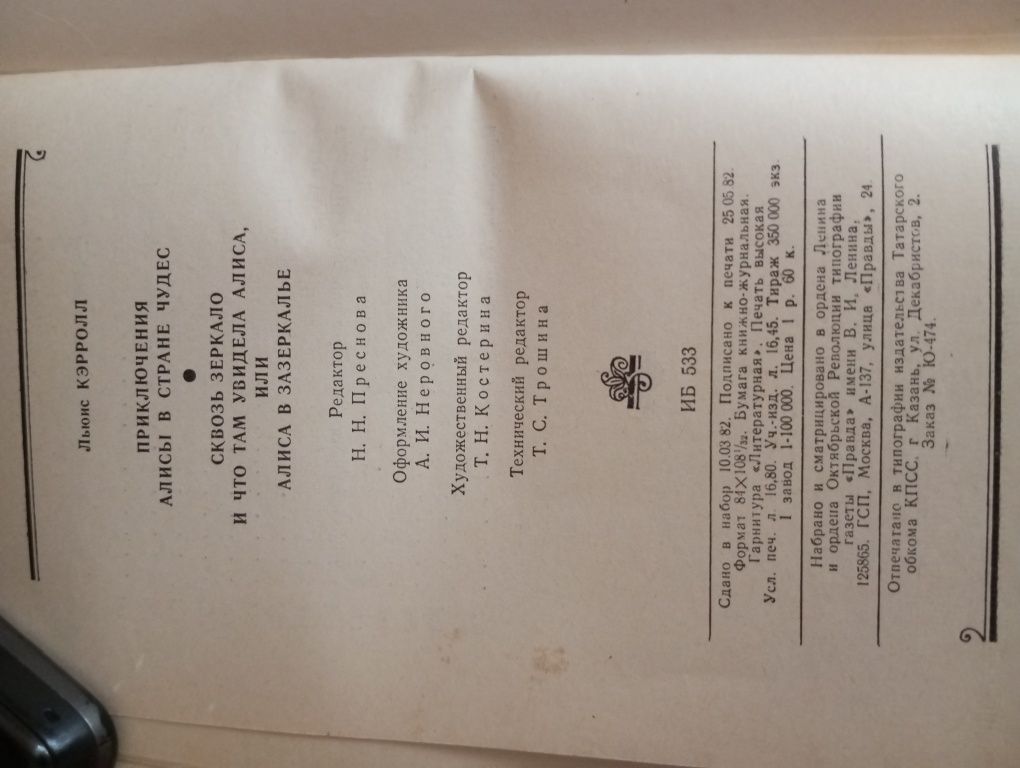 Льюис КЭРРОЛЛ
ПРИКЛЮЧЕНИЯ
АЛИСЫ В СТРАНЕ ЧУДЕС
●
СКВОЗЬ ЗЕРКАЛО
И ЧТО ТАМ УВИДЕЛА АЛИСА,
ИЛИ
АЛИСА В ЗАЗЕРКАЛЬЕ
Редактор
Н. Н. Преснова
Оформление художника
А. И. Неровного
Художественный редактор
Т. Н. Костерина
Технический редактор
Т. С. Трошина
ИБ 533
Сдано в набор 10.03 82. Подписано к печати 25 05 82.
Формат 84×108¹/₃₂. Бумага книжно-журнальная.
Гарнитура «Литературная». Печать высокая
Усл. печ. л. 16,80. Уч.-изд. л. 16,45. Тираж 350 000 экз.
1 завод 1-100 000. Цена 1 р. 60 к.
Набрано и сматрицировано в ордена Ленина
и ордена Октябрьской Революции типографии
газеты «Правда» имени В. И. Ленина,
125865. ГСП, Москва, А-137, улица «Правды», 24.
Отпечатано в типографии издательства Татарского
обкома КПСС. г Казань, ул. Декабристов, 2.
Заказ № Ю-474.